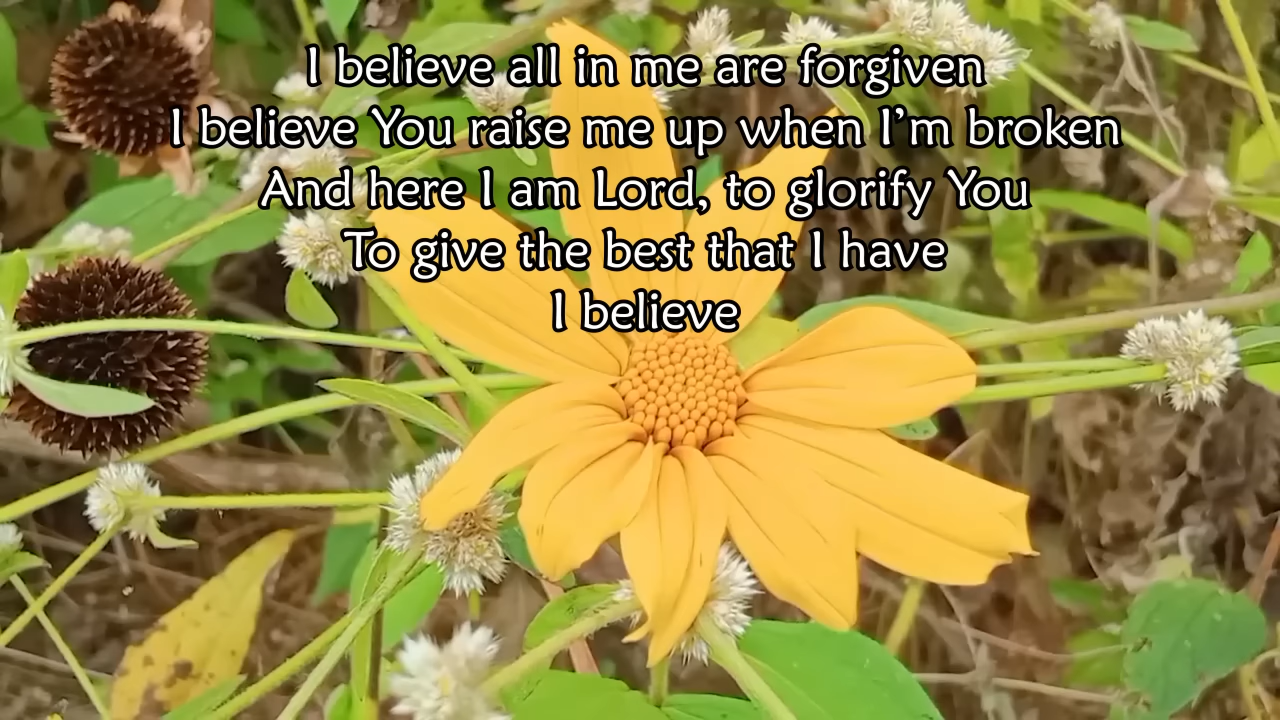 I believe all in me are forgiven
I believe You raise me up when I'm broken
And here I am Lord, to glorify You
To give the best that I have
I believe